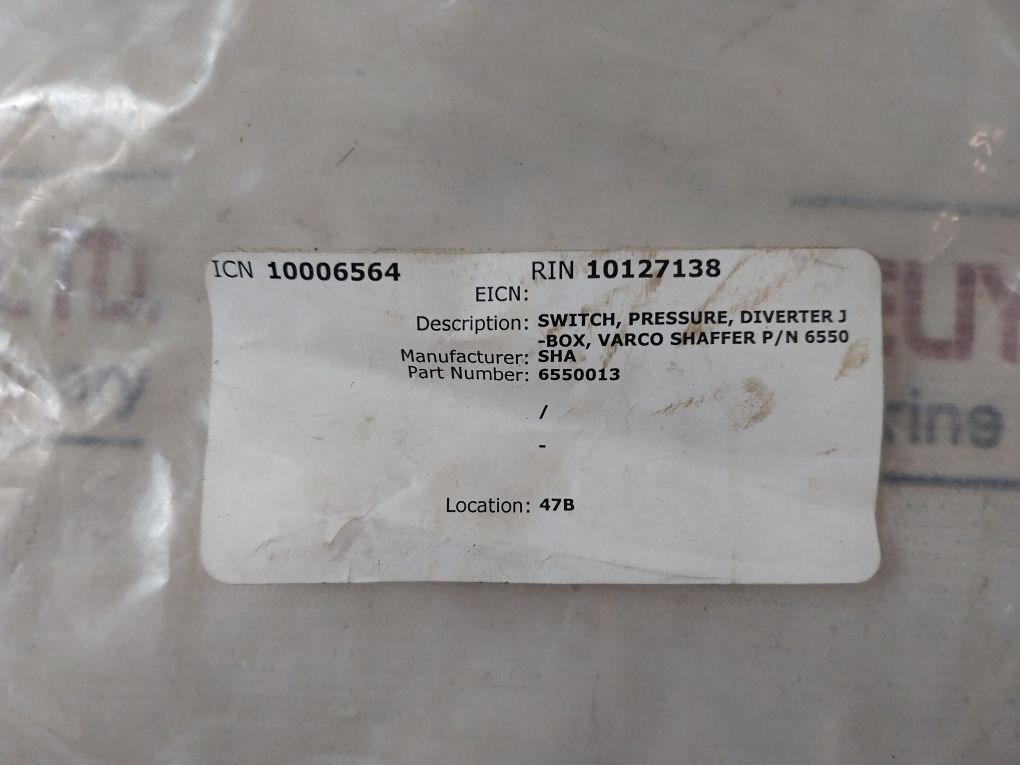 ICN 10006564 RIN 10127138
EICN:
Description: SWITCH, PRESSURE, DIVERTER J
-BOX, VARCO SHAFFER P/N 6550
Manufacturer: SHA
Part Number: 6550013
/
-
Location: 47B
LTD.